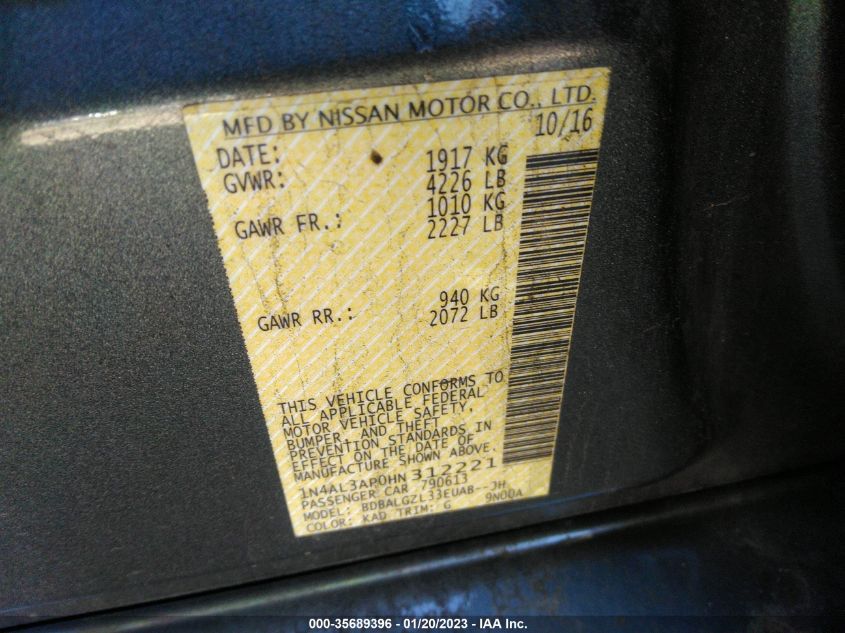 MFD BY NISSAN MOTOR CO., LTD.
DATE: 10/16
GVWR: 1917 KG
4226 LB
GAWR FR.: 1010 KG
2227 LB
GAWR RR.: 940 KG
2072 LB
THIS VEHICLE CONFORMS TO
ALL APPLICABLE FEDERAL
MOTOR VEHICLE SAFETY,
BUMPER, AND THEFT
PREVENTION STANDARDS IN
EFFECT ON THE DATE OF
MANUFACTURE SHOWN ABOVE.
1N4AL3AP0HN312221
PASSENGER CAR 790613
MODEL: BDBALGZL33EUAB--JH
COLOR: KAD TRIM: G 9N00A
000-35689396 - 01/20/2023 - IAA Inc.